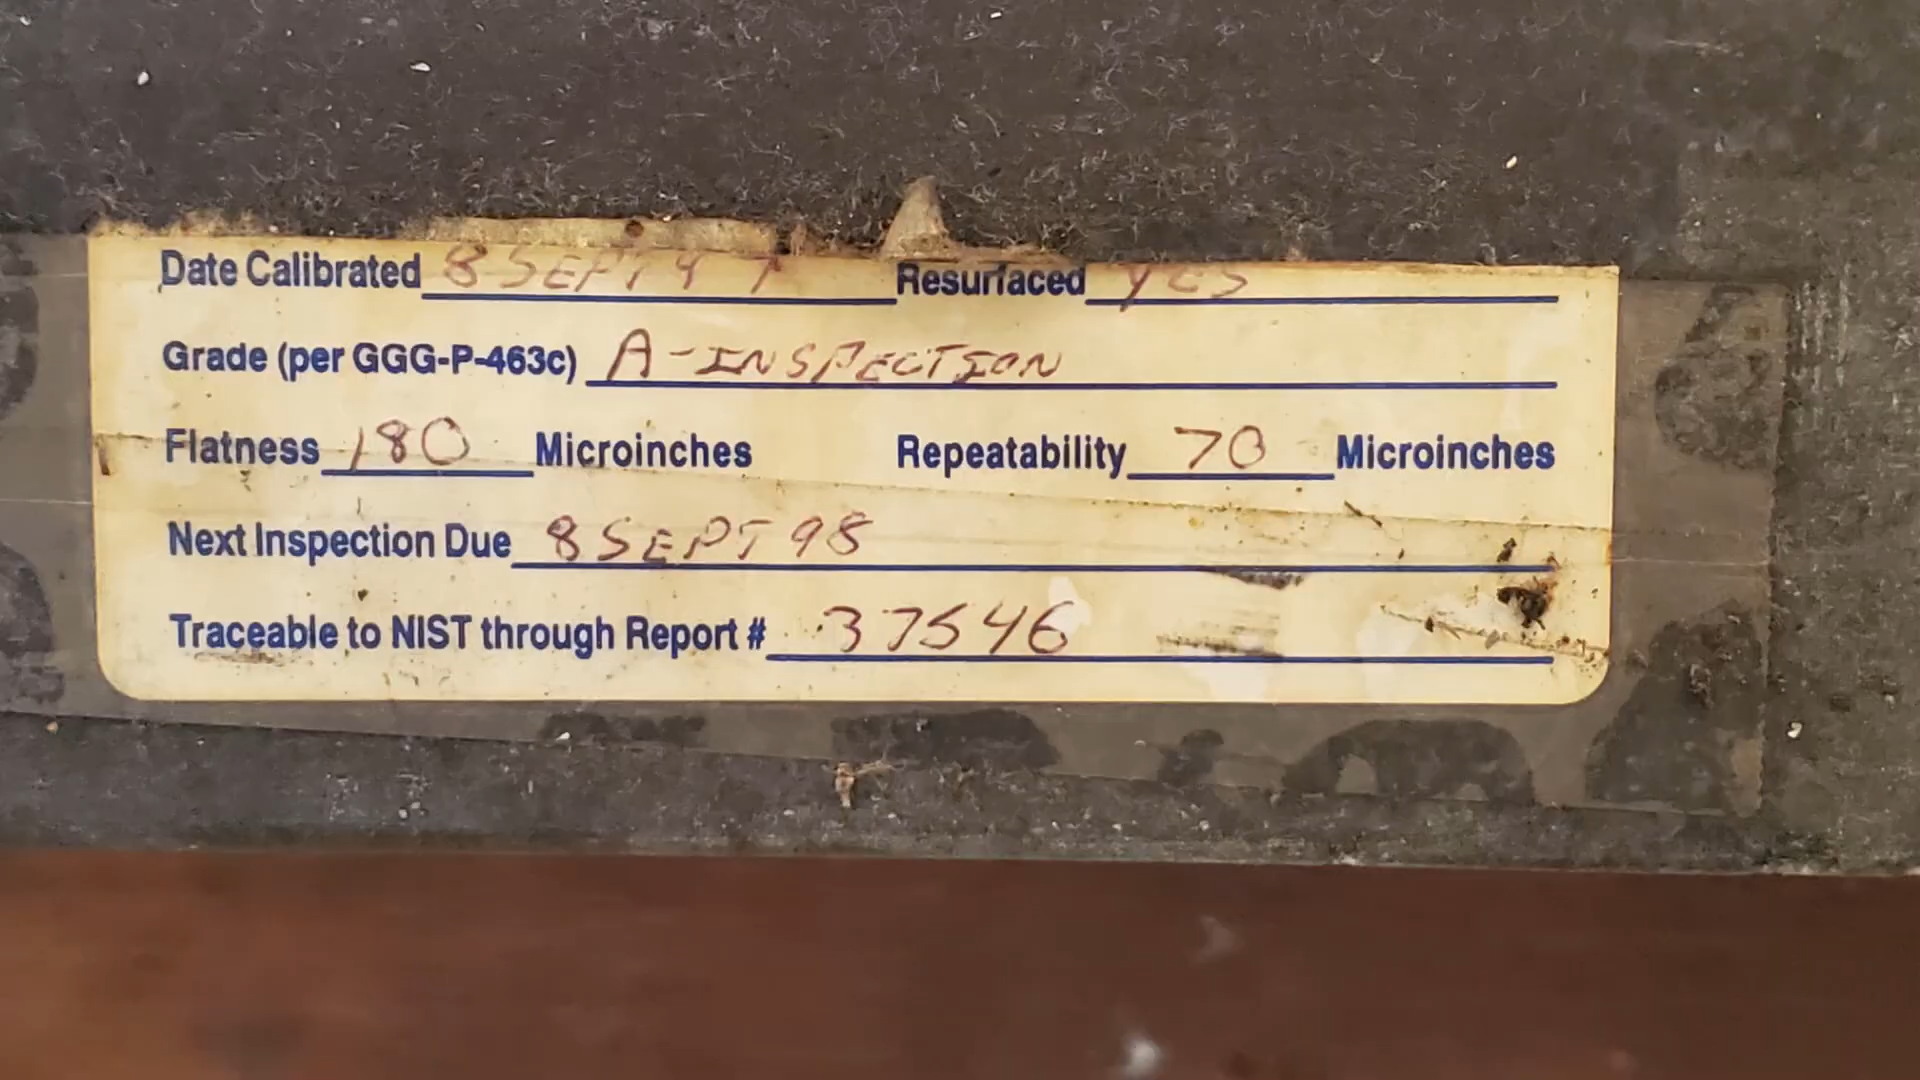 Date Calibrated 8 SEPT 97 Resurfaced YES
Grade (per GGG-P-463c) A-INSPECTION
Flatness 180 Microinches Repeatability 70 Microinches
Next Inspection Due 8 SEPT 98
Traceable to NIST through Report # 37546